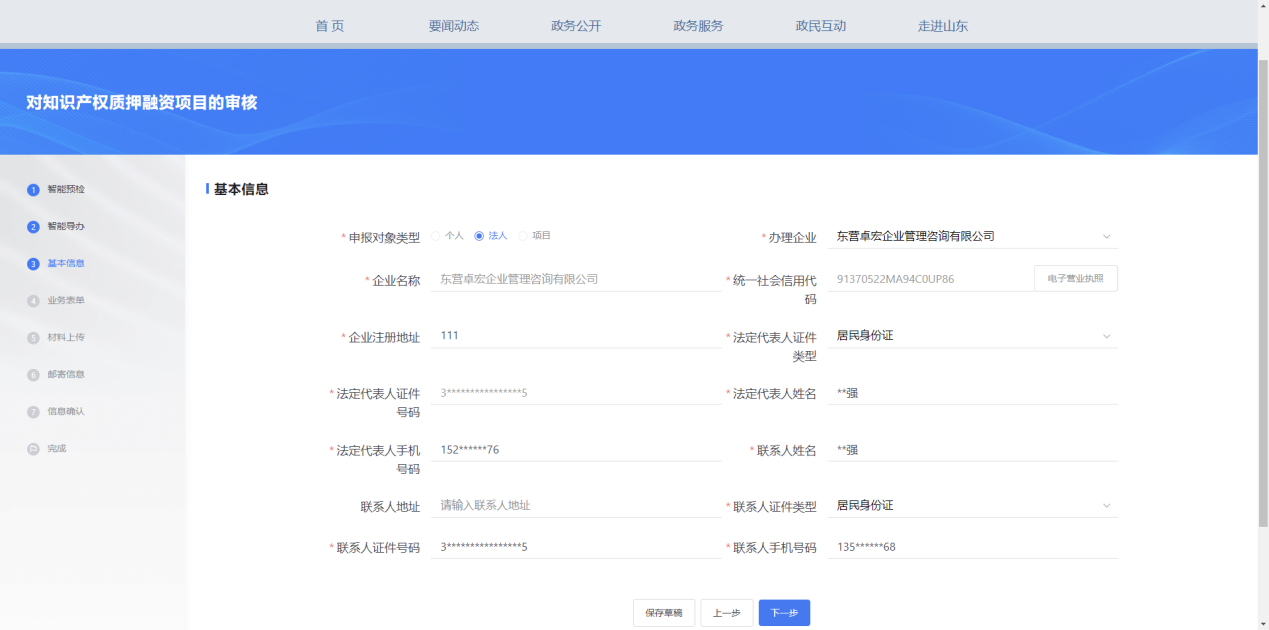 首 页 要闻动态 政务公开 政务服务 政民互动 走进山东
对知识产权质押融资项目的审核
1 智能预检
2 智能导办
3 基本信息
4 业务表单
5 材料上传
6 邮寄信息
7 信息确认
完成
基本信息
* 申报对象类型 个人 法人 项目 * 办理企业 东营卓宏企业管理咨询有限公司
* 企业名称 东营卓宏企业管理咨询有限公司 * 统一社会信用代
码 91370522MA94C0UP86 电子营业执照
* 企业注册地址 111 * 法定代表人证件
类型 居民身份证
* 法定代表人证件
号码 3***************5 * 法定代表人姓名 **强
* 法定代表人手机
号码 152******76 * 联系人姓名 **强
联系人地址 请输入联系人地址 * 联系人证件类型 居民身份证
* 联系人证件号码 3***************5 * 联系人手机号码 135******68
保存草稿 上一步 下一步